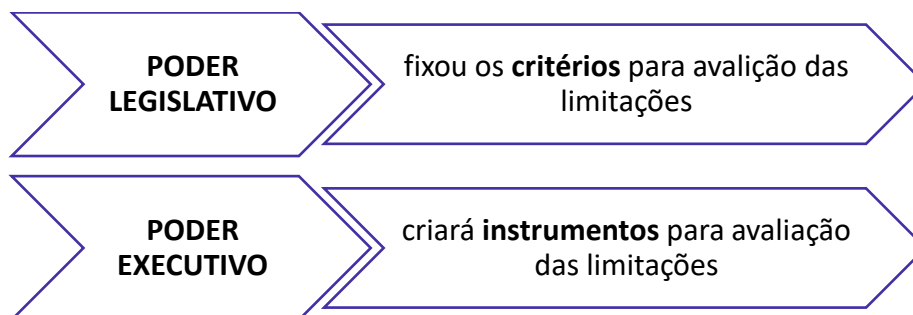 PODER
LEGISLATIVO
fixou os critérios para avalição das
limitações
PODER
EXECUTIVO
criará instrumentos para avaliação
das limitações